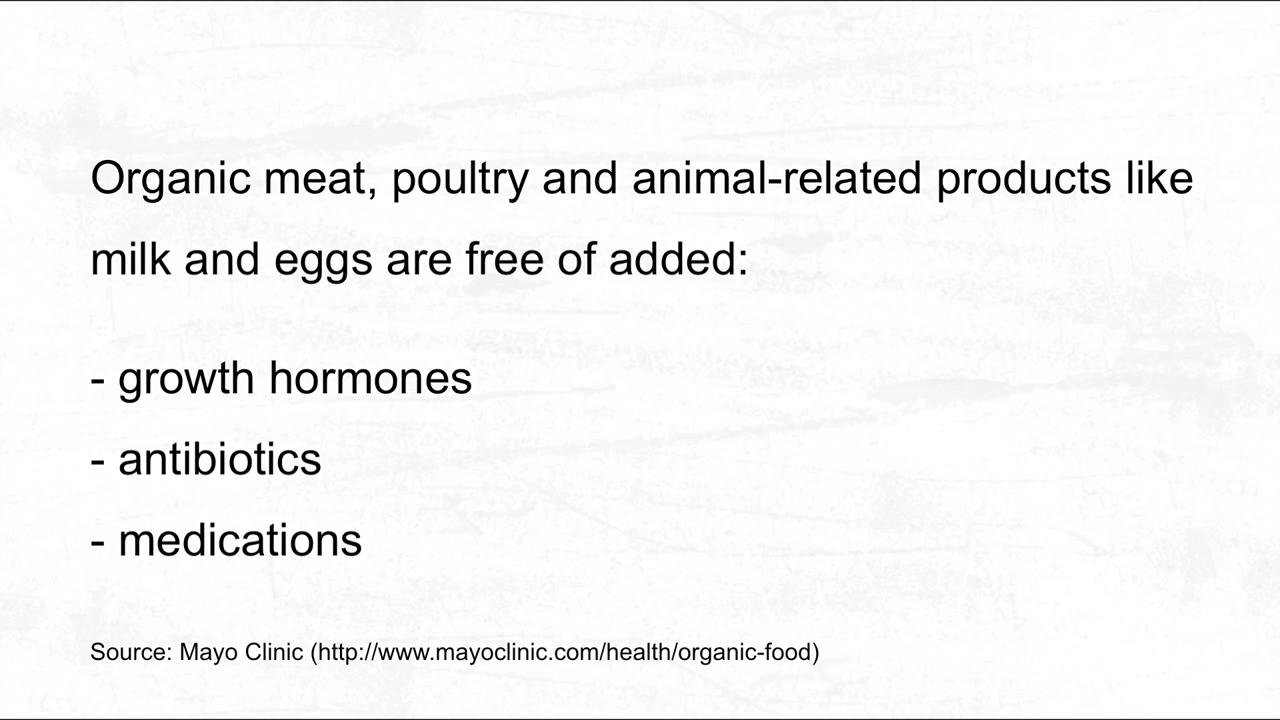 Organic meat, poultry and animal-related products like
milk and eggs are free of added:
- growth hormones
- antibiotics
- medications
Source: Mayo Clinic (http://www.mayoclinic.com/health/organic-food)